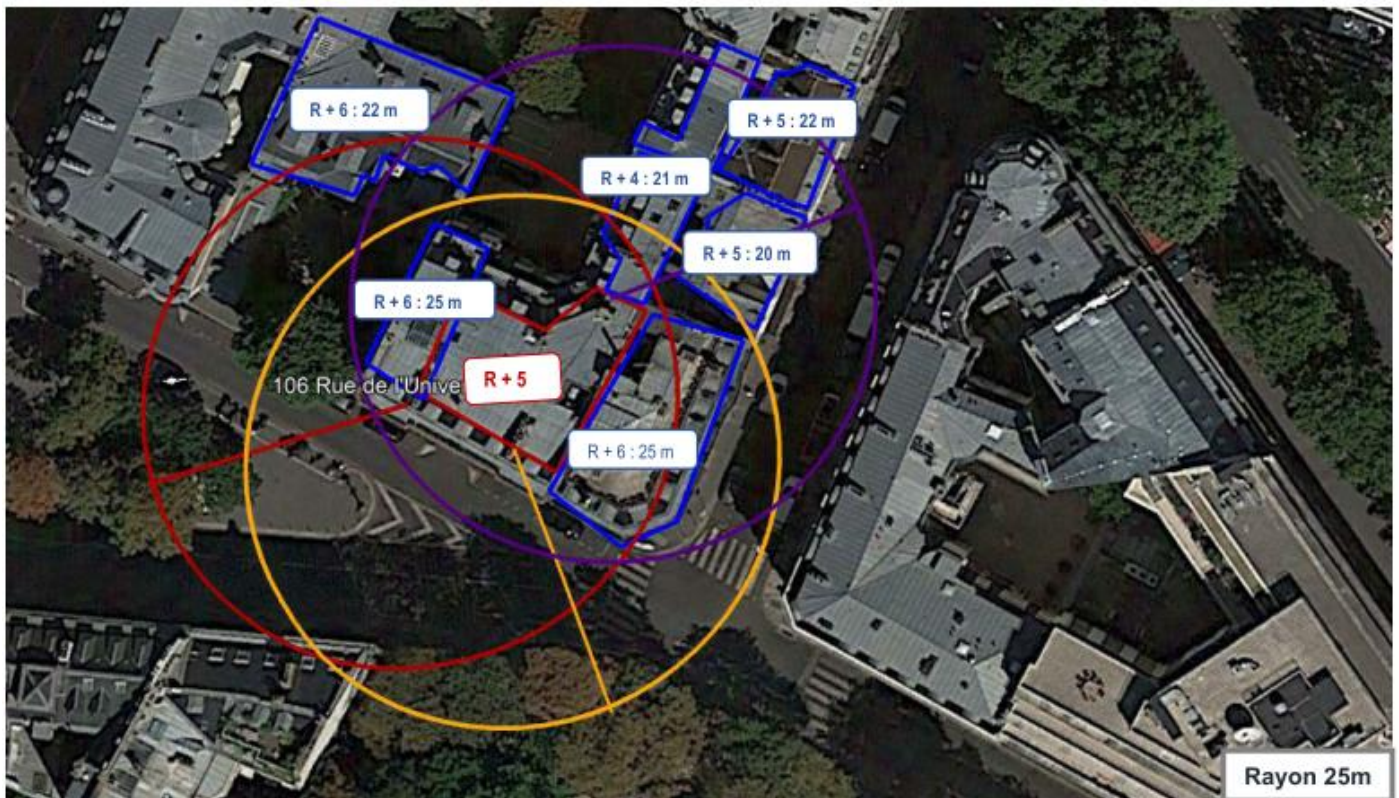 R + 6 : 22 m
R + 5 : 22 m
R + 4 : 21 m
R + 5 : 20 m
R + 6 : 25 m
106 Rue de l'Unive
R + 5
R + 6 : 25 m
Rayon 25m